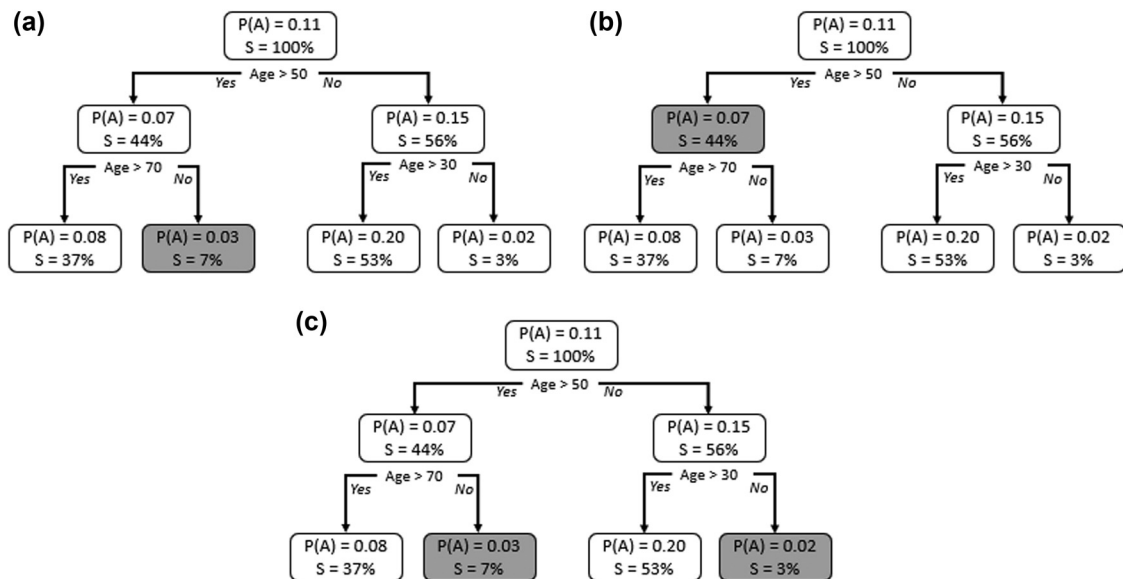 (a)
P(A) = 0.11
S = 100%
Yes Age > 50 No
P(A) = 0.07
S = 44%
P(A) = 0.15
S = 56%
Yes Age > 70 No
Yes Age > 30 No
P(A) = 0.08
S = 37%
P(A) = 0.03
S = 7%
P(A) = 0.20
S = 53%
P(A) = 0.02
S = 3%
(b)
P(A) = 0.11
S = 100%
Yes Age > 50 No
P(A) = 0.07
S = 44%
P(A) = 0.15
S = 56%
Yes Age > 70 No
Yes Age > 30 No
P(A) = 0.08
S = 37%
P(A) = 0.03
S = 7%
P(A) = 0.20
S = 53%
P(A) = 0.02
S = 3%
(c)
P(A) = 0.11
S = 100%
Yes Age > 50 No
P(A) = 0.07
S = 44%
P(A) = 0.15
S = 56%
Yes Age > 70 No
Yes Age > 30 No
P(A) = 0.08
S = 37%
P(A) = 0.03
S = 7%
P(A) = 0.20
S = 53%
P(A) = 0.02
S = 3%